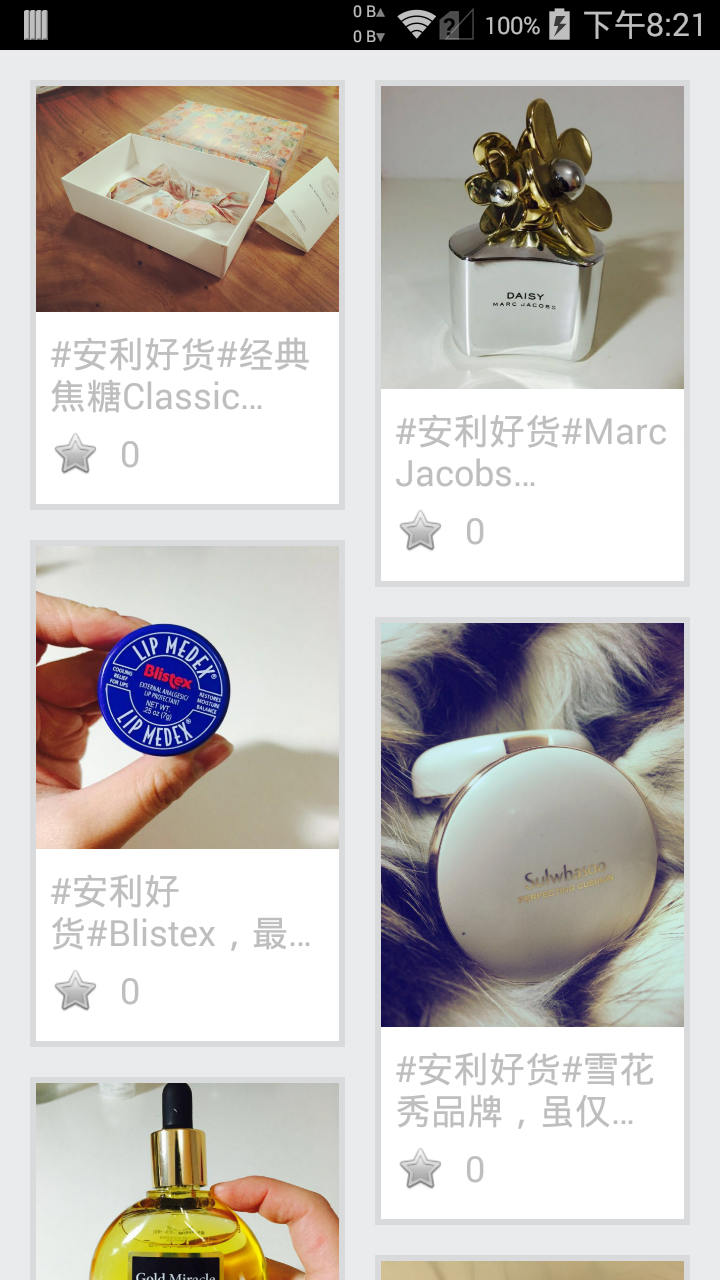 0 B▲
0 B▼
100%
下午8:21
#安利好货#经典
焦糖Classic...
0
DAISY
MARC JACOBS
#安利好货#Marc
Jacobs...
0
LIP MEDEX®
COOLING
RELIEF
FOR LIPS
Blistex
EXTERNAL ANALGESIC/
LIP PROTECTANT
NET WT.
.25 oz (7g)
RESTORES
MOISTURE
BALANCE
LIP MEDEX®
#安利好
货#Blistex，最...
0
Sulwhasoo
PERFECTING CUSHION
#安利好货#雪花
秀品牌，虽仅...
0
Gold Miracle